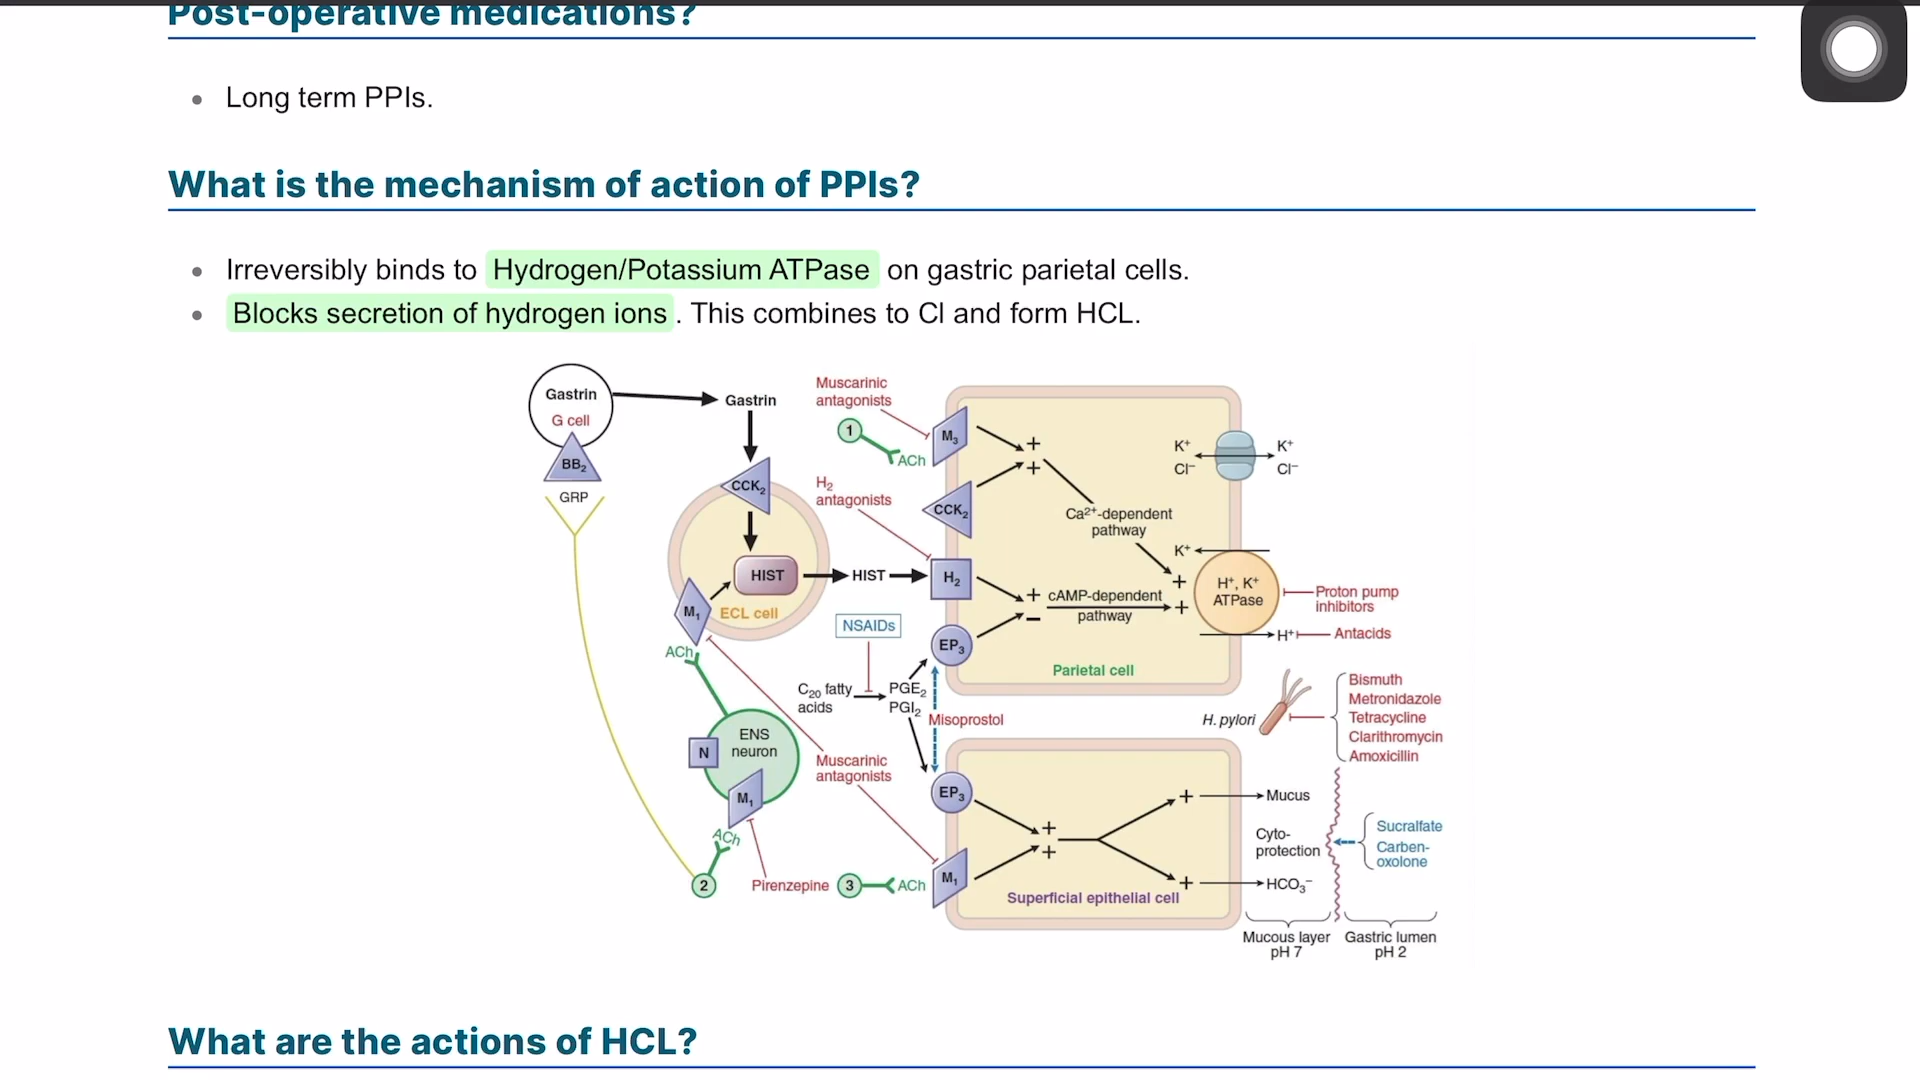 Post-operative medications?
Long term PPIs.
What is the mechanism of action of PPIs?
Irreversibly binds to Hydrogen/Potassium ATPase on gastric parietal cells.
Blocks secretion of hydrogen ions . This combines to Cl and form HCL.
Gastrin
G cell
BB₂
GRP
Gastrin
CCK₂
HIST
ECL cell
M₁
ACh
HIST
Muscarinic
antagonists
1
ACh
M₃
H₂
antagonists
CCK₂
H₂
NSAIDs
EP₃
C₂₀ fatty
acids
PGE₂
PGI₂
Misoprostol
+
+
Ca²⁺-dependent
pathway
+ cAMP-dependent
pathway
−
+
+
K⁺
Cl⁻
K⁺
Cl⁻
K⁺
H⁺, K⁺
ATPase
H⁺
Proton pump
inhibitors
Antacids
Parietal cell
H. pylori
Bismuth
Metronidazole
Tetracycline
Clarithromycin
Amoxicillin
ENS
neuron
N
M₁
ACh
2
Pirenzepine
Muscarinic
antagonists
3
ACh
EP₃
M₁
+
+
+
+
Superficial epithelial cell
Mucus
Cyto-
protection
HCO₃⁻
Sucralfate
Carben-
oxolone
Mucous layer
pH 7
Gastric lumen
pH 2
What are the actions of HCL?